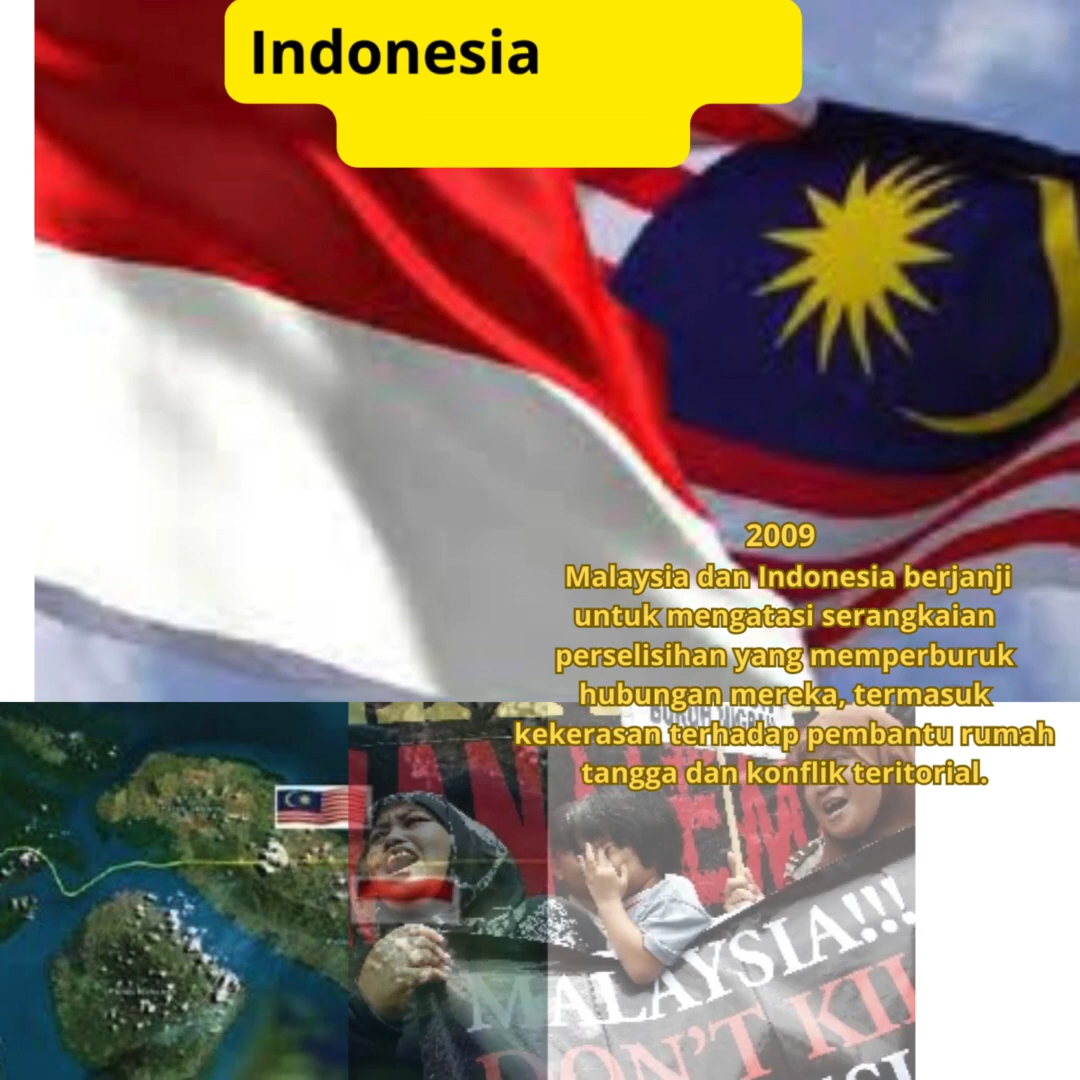 Indonesia
2009
Malaysia dan Indonesia berjanji
untuk mengatasi serangkaian
perselisihan yang memperburuk
hubungan mereka, termasuk
kekerasan terhadap pembantu rumah
tangga dan konflik teritorial.
MALAYSIA!!!
DON'T